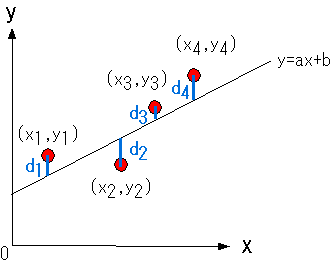 y
(x4,y4)
y=ax+b
(x3,y3)
d4
d3
(x1,y1)
d1
d2
(x2,y2)
0
x